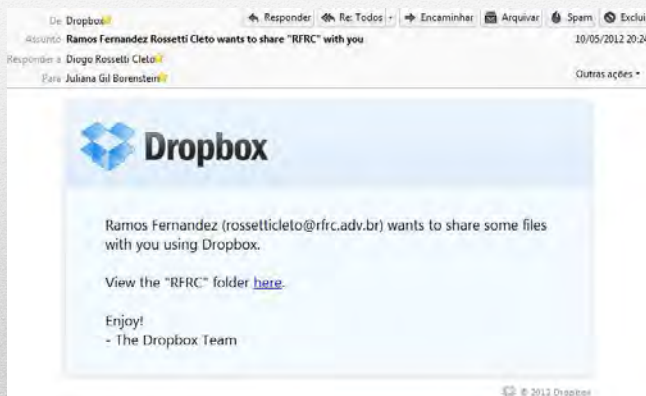 De Dropbox
Responder Re: Todos Encaminhar Arquivar Spam Exclui
Assunto Ramos Fernandez Rossetti Cleto wants to share "RFRC" with you
10/05/2012 20:24
Responder a Diogo Rossetti Cleto
Para Juliana Gil Borenstein
Outras ações
Dropbox
Ramos Fernandez (rossetticleto@rfrc.adv.br) wants to share some files
with you using Dropbox.
View the "RFRC" folder here.
Enjoy!
- The Dropbox Team
© 2012 Dropbox